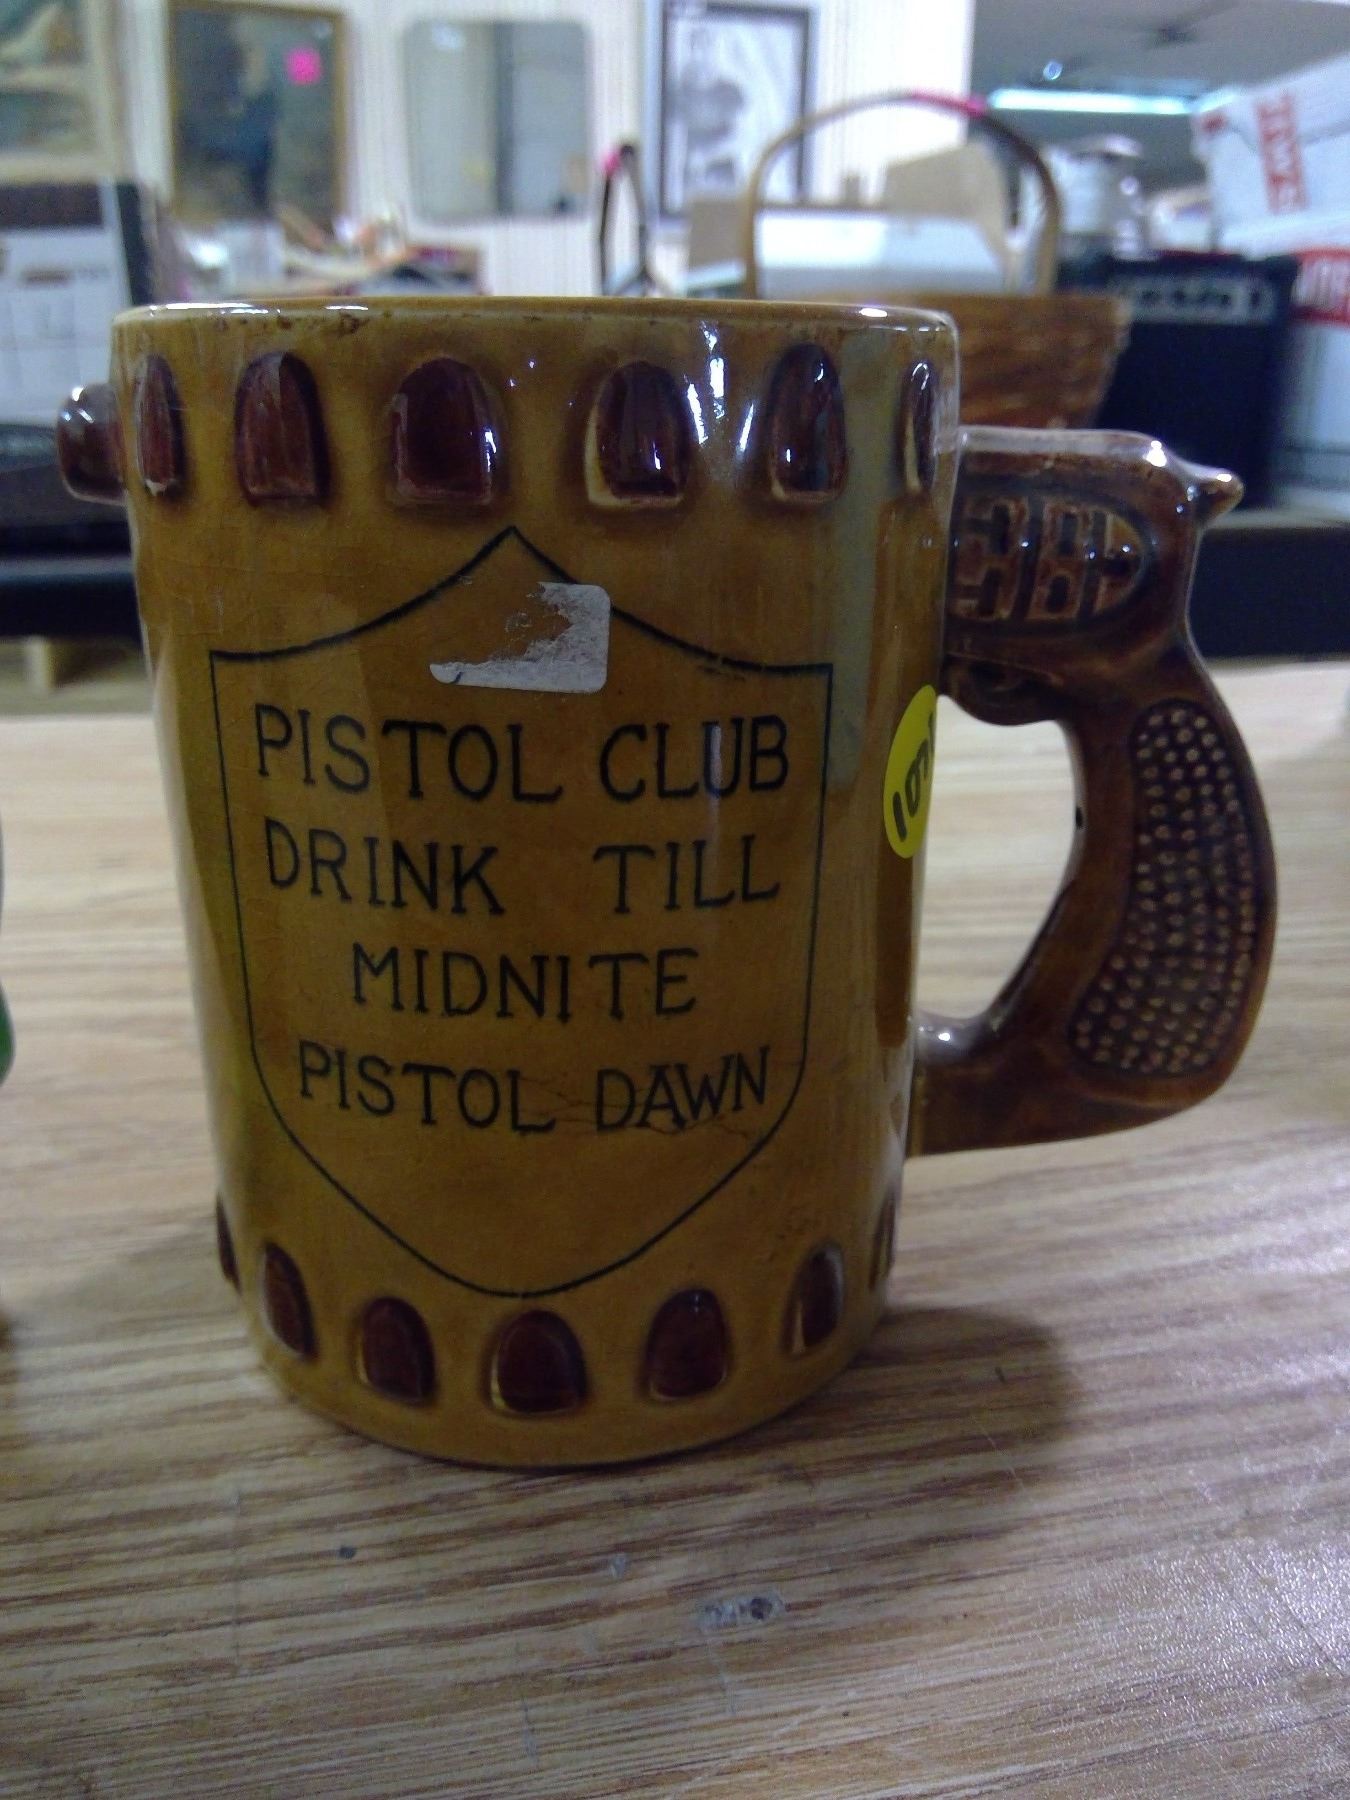 PISTOL CLUB
DRINK TILL
MIDNITE
PISTOL DAWN